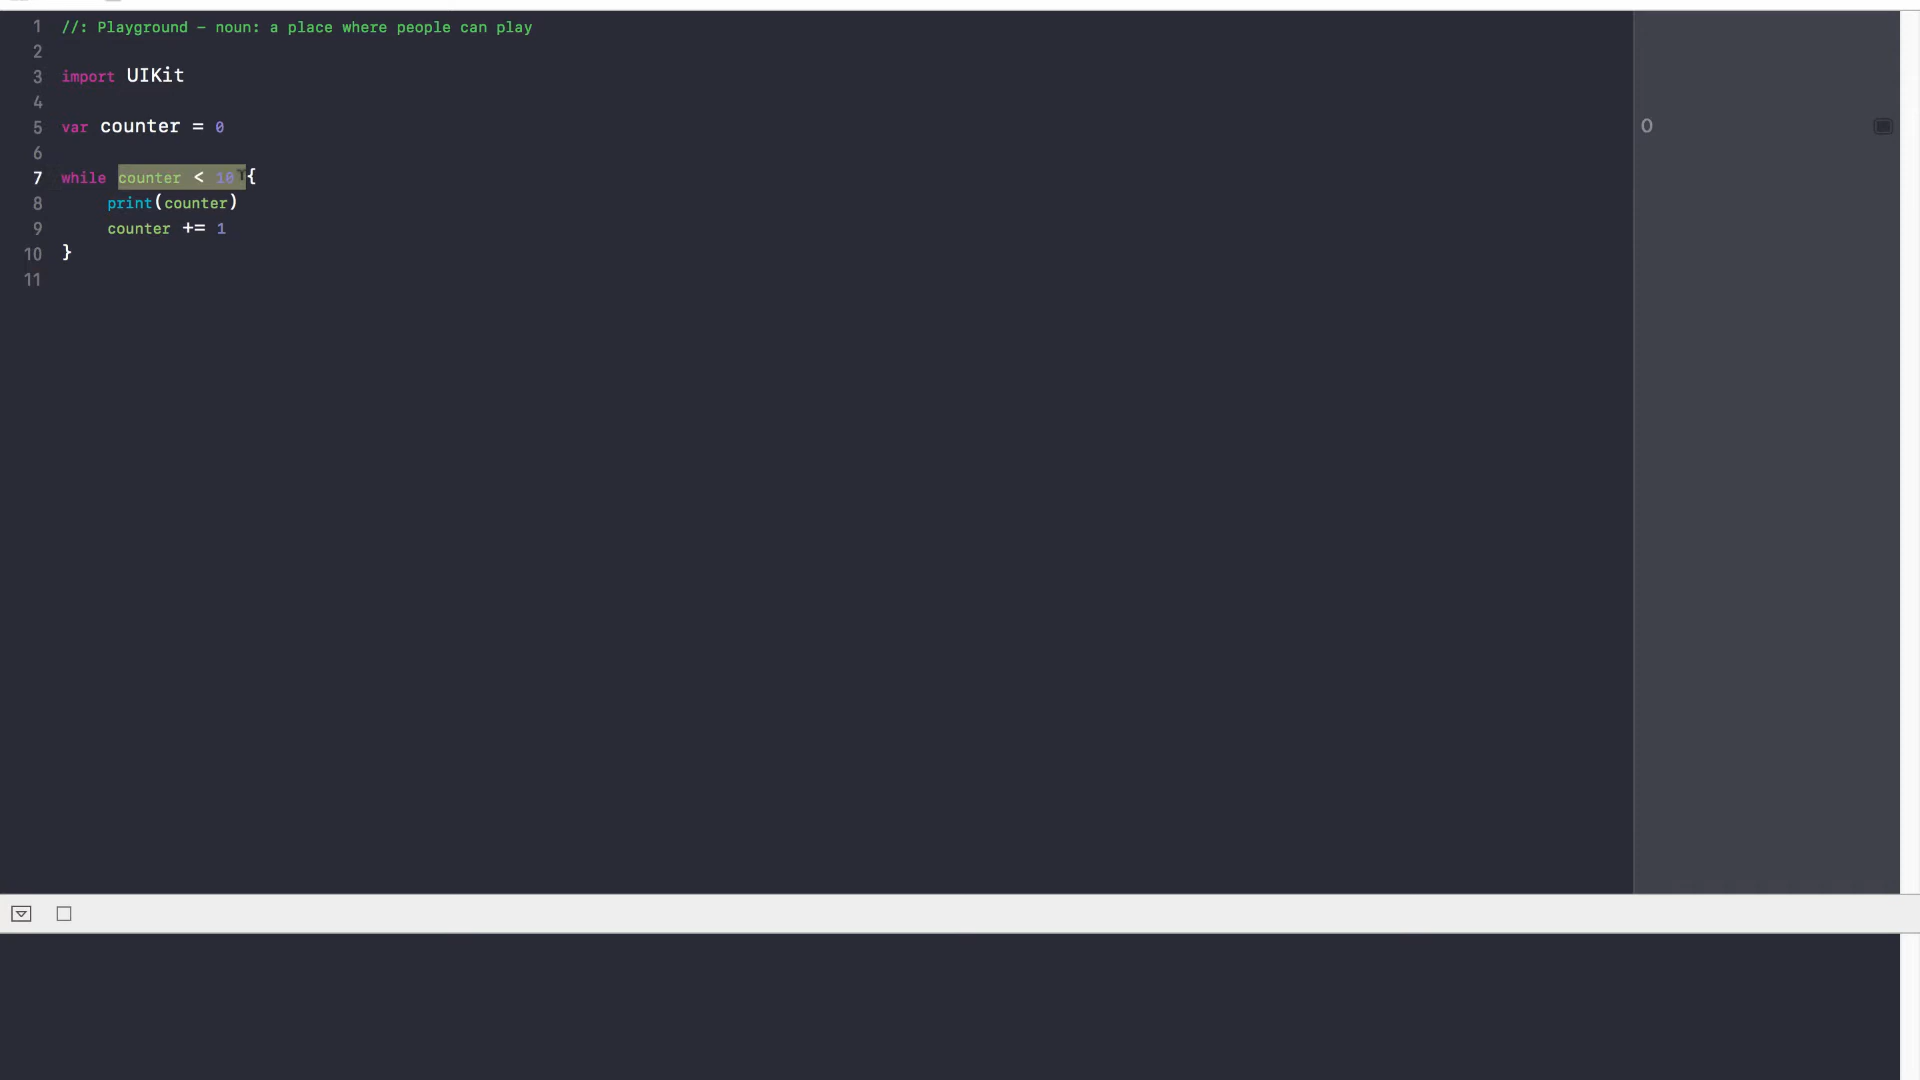 1 //: Playground - noun: a place where people can play
2
3 import UIKit
4
5 var counter = 0
0
6
7 while counter < 10 {
8 print(counter)
9 counter += 1
10 }
11